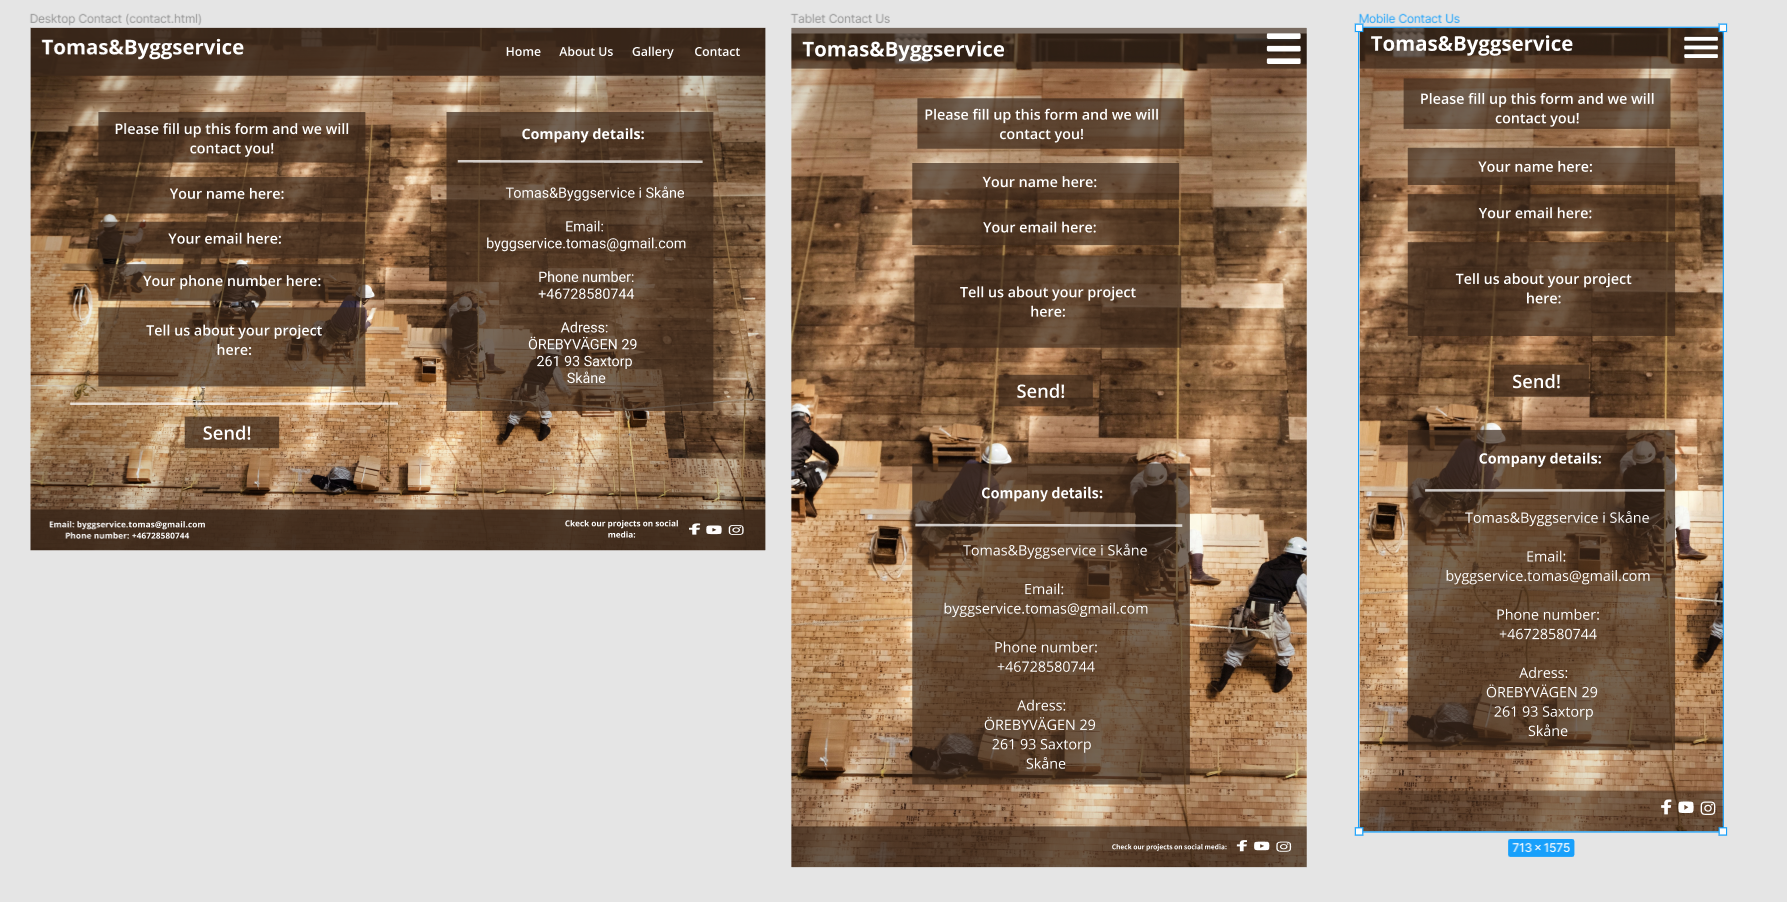 Desktop Contact (contact.html)
Tomas&Byggservice
Home About Us Gallery Contact
Please fill up this form and we will
contact you!
Your name here:
Your email here:
Your phone number here:
Tell us about your project
here:
Send!
Company details:
Tomas&Byggservice i Skåne
Email:
byggservice.tomas@gmail.com
Phone number:
+46728580744
Adress:
ÖREBYVÄGEN 29
261 93 Saxtorp
Skåne
Email: byggservice.tomas@gmail.com
Phone number: +46728580744
Ckeck our projects on social
media:
Tablet Contact Us
Tomas&Byggservice
Please fill up this form and we will
contact you!
Your name here:
Your email here:
Tell us about your project
here:
Send!
Company details:
Tomas&Byggservice i Skåne
Email:
byggservice.tomas@gmail.com
Phone number:
+46728580744
Adress:
ÖREBYVÄGEN 29
261 93 Saxtorp
Skåne
Check our projects on social media:
Mobile Contact Us
Tomas&Byggservice
Please fill up this form and we will
contact you!
Your name here:
Your email here:
Tell us about your project
here:
Send!
Company details:
Tomas&Byggservice i Skåne
Email:
byggservice.tomas@gmail.com
Phone number:
+46728580744
Adress:
ÖREBYVÄGEN 29
261 93 Saxtorp
Skåne
713 × 1575